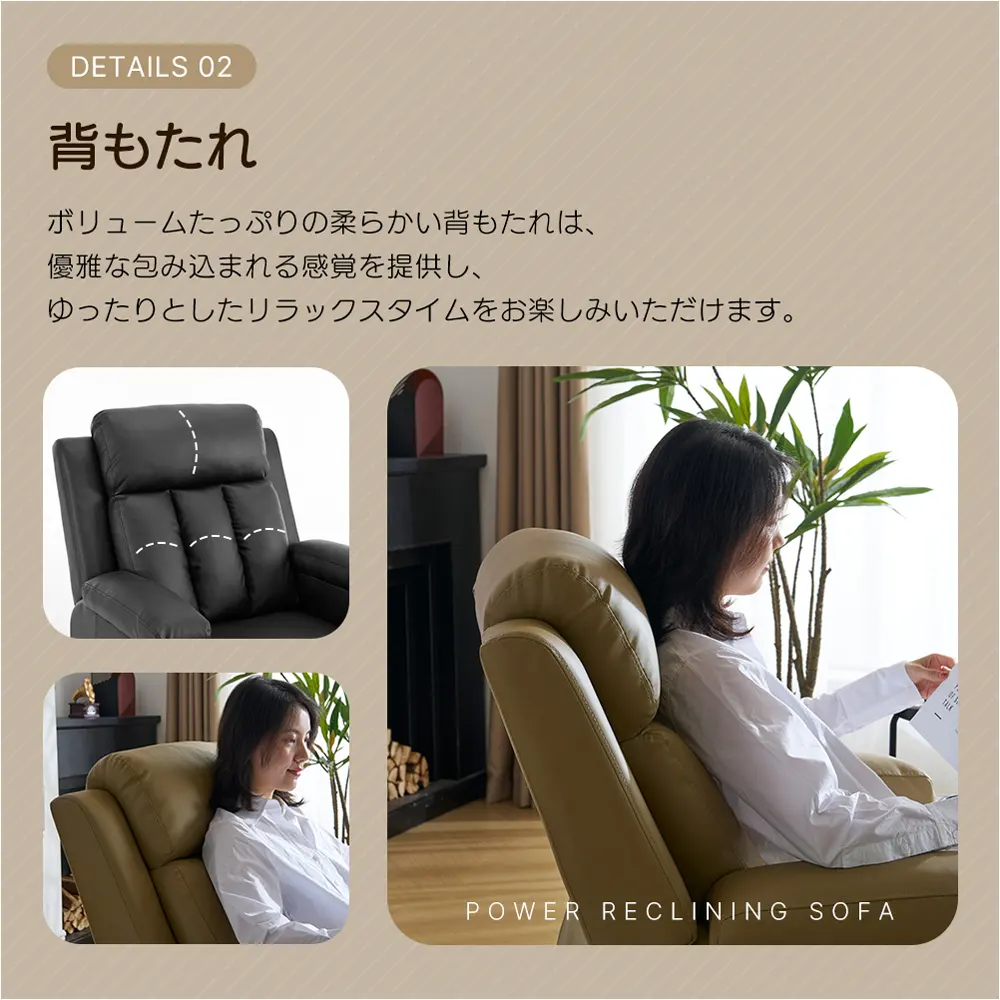 DETAILS 02
背もたれ
ボリュームたっぷりの柔らかい背もたれは、
優雅な包み込まれる感覚を提供し、
ゆったりとしたリラックスタイムをお楽しみいただけます。
POWER RECLINING SOFA